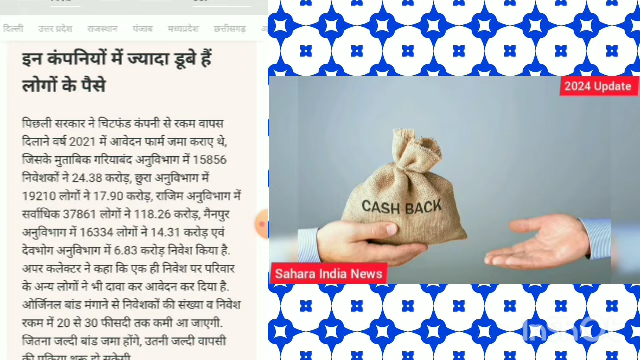 दिल्ली उत्तर प्रदेश राजस्थान पंजाब मध्यप्रदेश छत्तीसगढ़
इन कंपनियों में ज्यादा डूबे हैं
लोगों के पैसे
पिछली सरकार ने चिटफंड कंपनी से रकम वापस
दिलाने वर्ष 2021 में आवेदन फार्म जमा कराए थे,
जिसके मुताबिक गरियाबंद अनुविभाग में 15856
निवेशकों ने 24.38 करोड़, छुरा अनुविभाग में
19210 लोगों ने 17.90 करोड़, राजिम अनुविभाग में
सर्वाधिक 37861 लोगों ने 118.26 करोड़, मैनपुर
अनुविभाग में 16334 लोगों ने 14.31 करोड़ एवं
देवभोग अनुविभाग में 6.83 करोड़ निवेश किया है.
अपर कलेक्टर ने कहा कि एक ही निवेश पर परिवार
के अन्य लोगों ने भी दावा कर आवेदन कर दिया है.
ओर्जिनल बांड मंगाने से निवेशकों की संख्या व निवेश
रकम में 20 से 30 फीसदी तक कमी आ जाएगी.
जितना जल्दी बांड जमा होंगे, उतनी जल्दी वापसी
की प्रक्रिया शुरू हो सकेगी
2024 Update
CASH BACK
Sahara India News